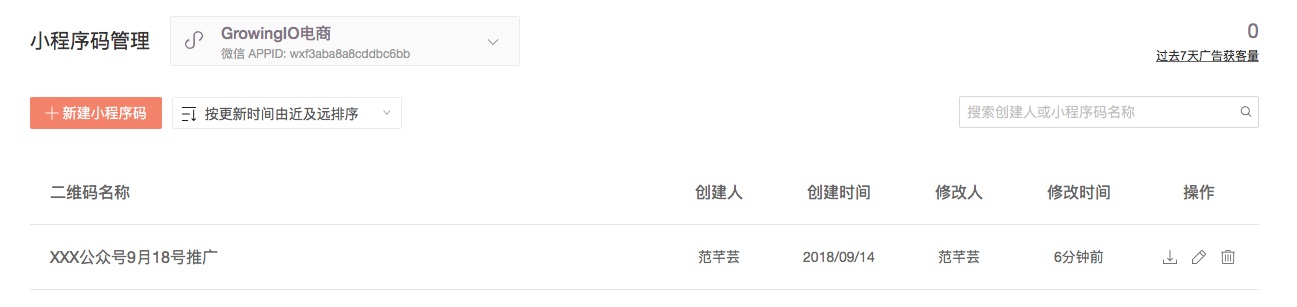 小程序码管理
GrowingIO电商
微信 APPID: wxf3aba8a8cddbc6bb
0
过去7天广告获客量
新建小程序码
按更新时间由近及远排序
搜索创建人或小程序码名称
二维码名称 创建人 创建时间 修改人 修改时间 操作
XXX公众号9月18号推广 范芊芸 2018/09/14 范芊芸 6分钟前